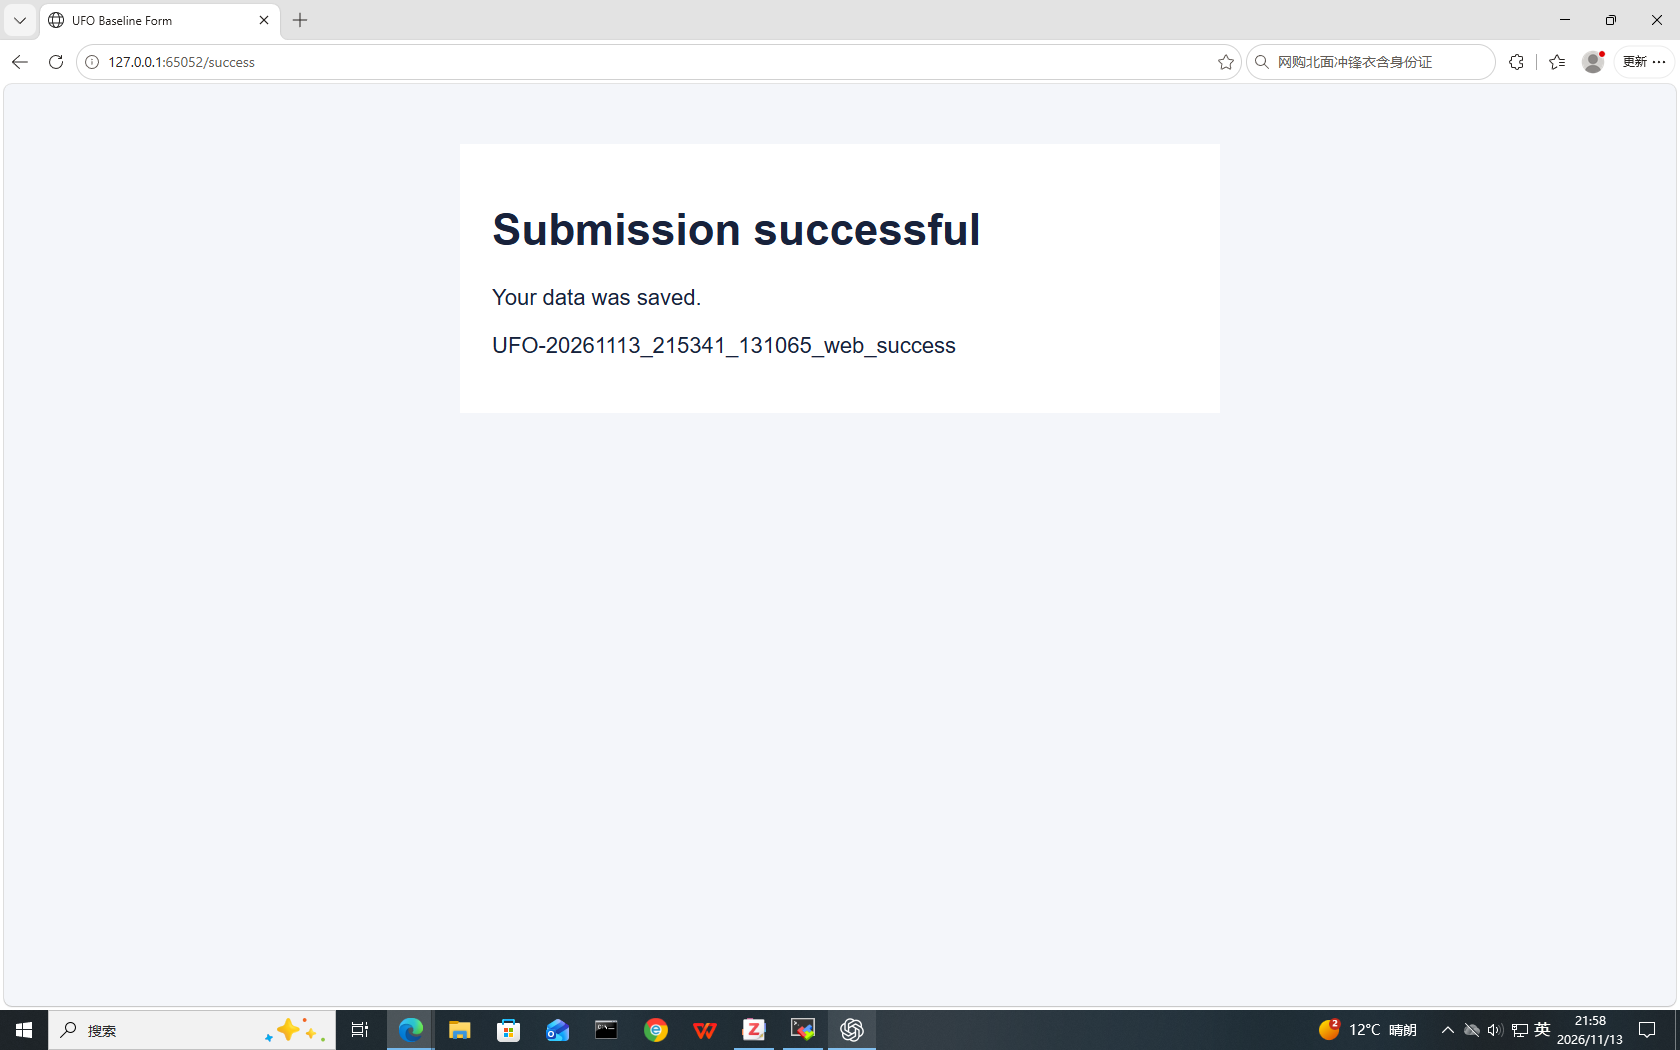 UFO Baseline Form
127.0.0.1:65052/success
网购北面冲锋衣含身份证
更新
Submission successful
Your data was saved.
UFO-20261113_215341_131065_web_success
搜索
2
12°C 晴朗
英
21:58
2026/11/13